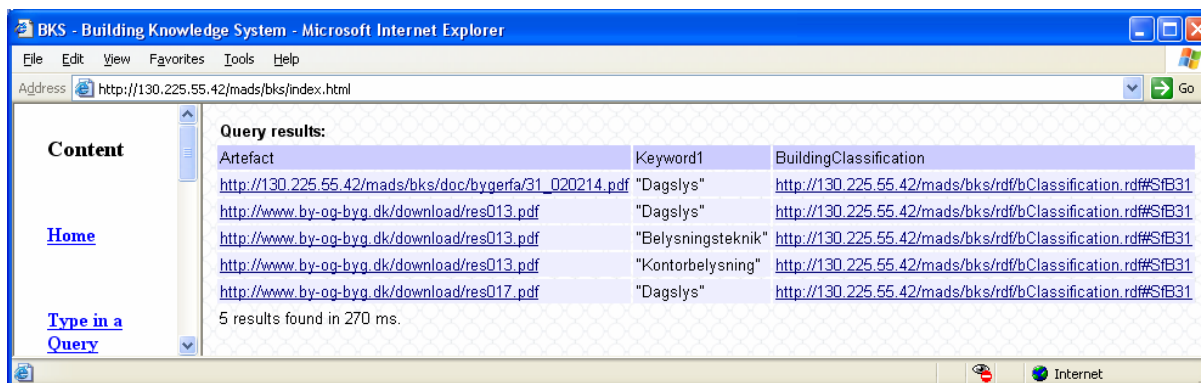 BKS - Building Knowledge System - Microsoft Internet Explorer
File Edit View Favorites Tools Help
Address http://130.225.55.42/mads/bks/index.html Go
Content
Home
Type in a
Query
Query results:
Artefact Keyword1 BuildingClassification
http://130.225.55.42/mads/bks/doc/bygerfa/31_020214.pdf "Dagslys" http://130.225.55.42/mads/bks/rdf/bClassification.rdf#SfB31
http://www.by-og-byg.dk/download/res013.pdf "Dagslys" http://130.225.55.42/mads/bks/rdf/bClassification.rdf#SfB31
http://www.by-og-byg.dk/download/res013.pdf "Belysningsteknik" http://130.225.55.42/mads/bks/rdf/bClassification.rdf#SfB31
http://www.by-og-byg.dk/download/res013.pdf "Kontorbelysning" http://130.225.55.42/mads/bks/rdf/bClassification.rdf#SfB31
http://www.by-og-byg.dk/download/res017.pdf "Dagslys" http://130.225.55.42/mads/bks/rdf/bClassification.rdf#SfB31
5 results found in 270 ms.
Internet